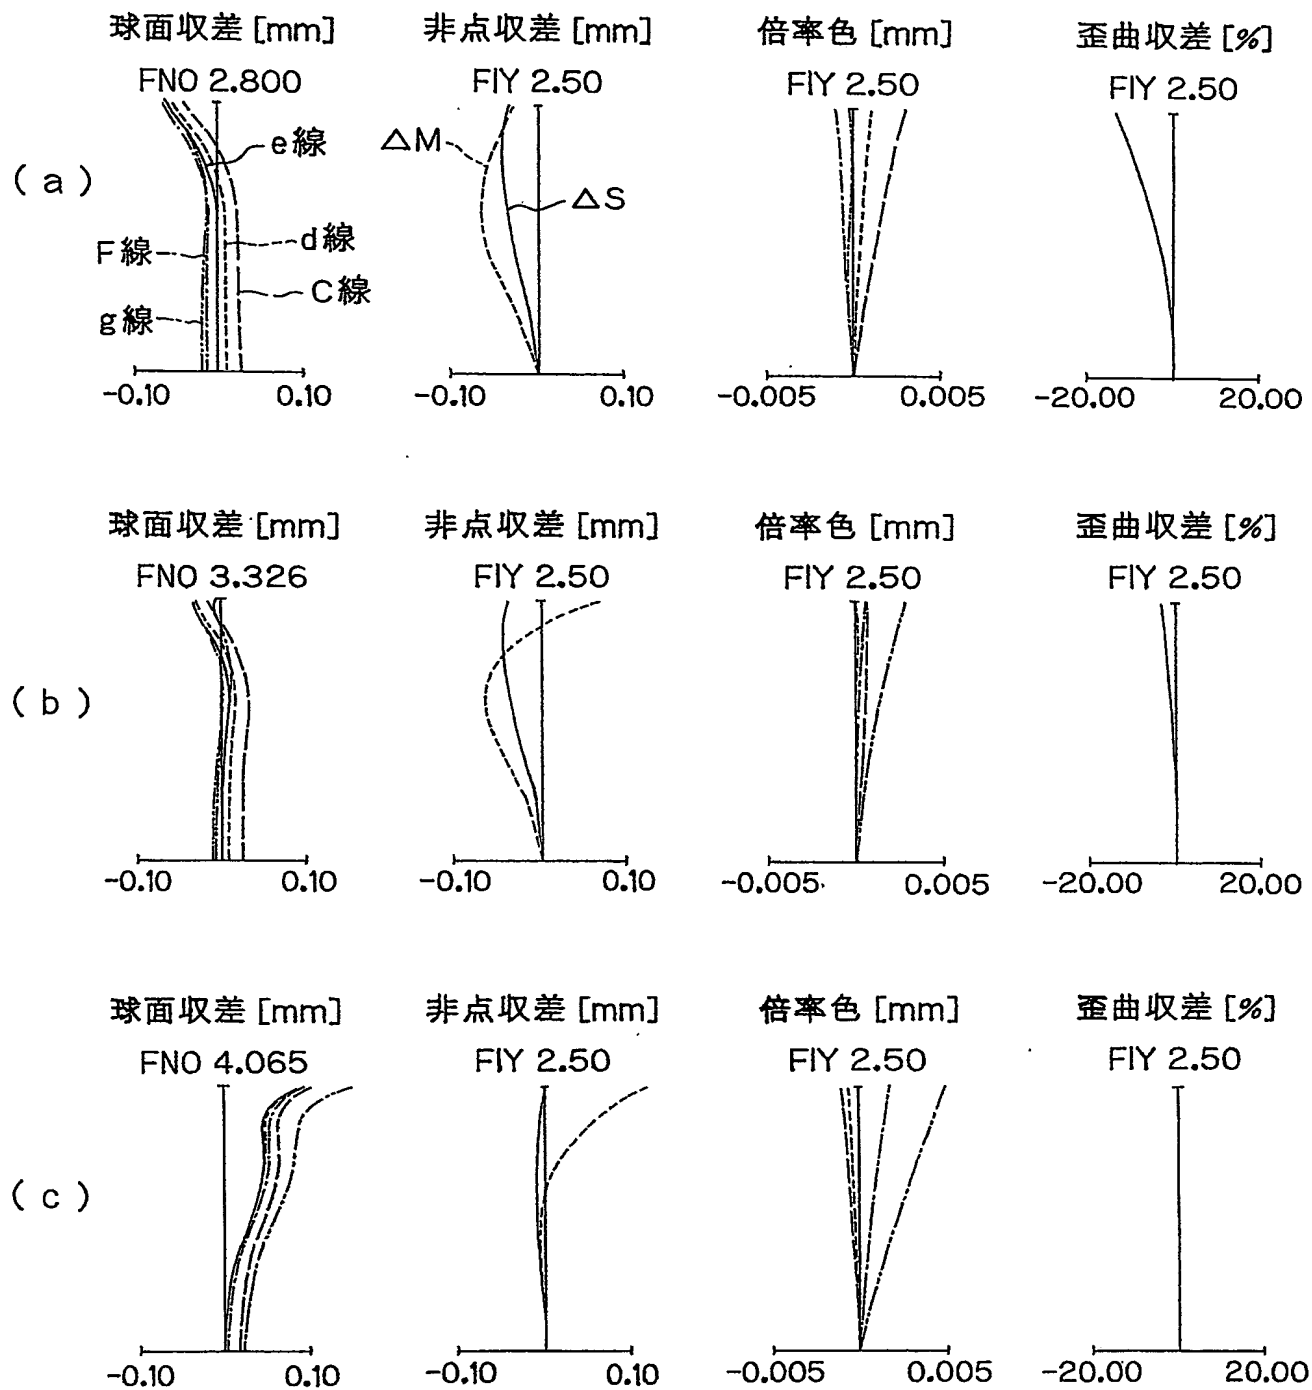 球面収差 [mm] 非点収差 [mm] 倍率色 [mm] 歪曲収差 [%]
FNO 2.800 FIY 2.50 FIY 2.50 FIY 2.50
(a)
e線
ΔM
ΔS
F線
d線
C線
g線
-0.10 0.10 -0.10 0.10 -0.005 0.005 -20.00 20.00
球面収差 [mm] 非点収差 [mm] 倍率色 [mm] 歪曲収差 [%]
FNO 3.326 FIY 2.50 FIY 2.50 FIY 2.50
(b)
-0.10 0.10 -0.10 0.10 -0.005 0.005 -20.00 20.00
球面収差 [mm] 非点収差 [mm] 倍率色 [mm] 歪曲収差 [%]
FNO 4.065 FIY 2.50 FIY 2.50 FIY 2.50
(c)
-0.10 0.10 -0.10 0.10 -0.005 0.005 -20.00 20.00